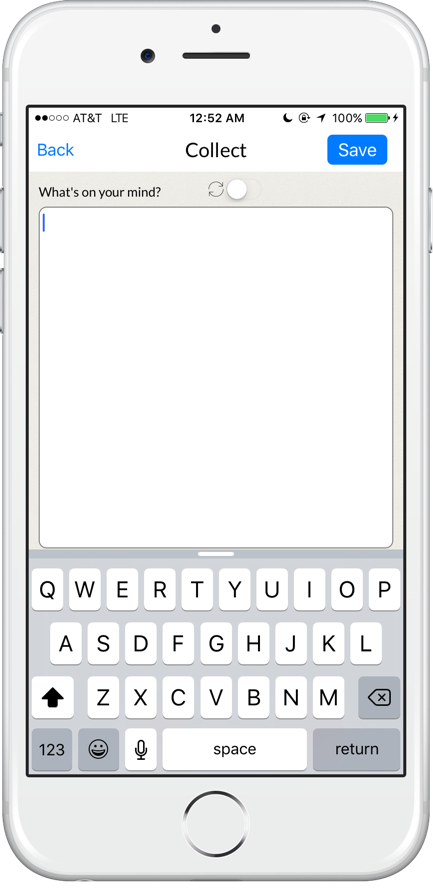 AT&T LTE 12:52 AM 100%
Back Collect Save
What's on your mind?
Q W E R T Y U I O P
A S D F G H J K L
Z X C V B N M
123 space return